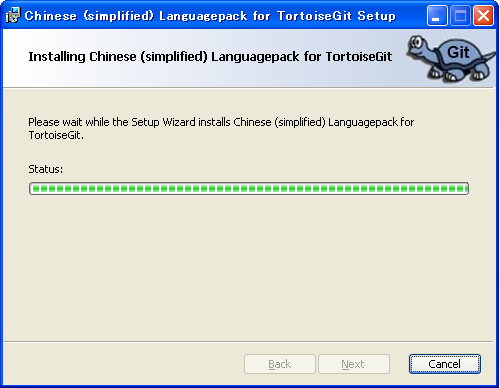 Chinese (simplified) Languagepack for TortoiseGit Setup
Installing Chinese (simplified) Languagepack for TortoiseGit
Git
Please wait while the Setup Wizard installs Chinese (simplified) Languagepack for
TortoiseGit.
Status:
Back
Next
Cancel